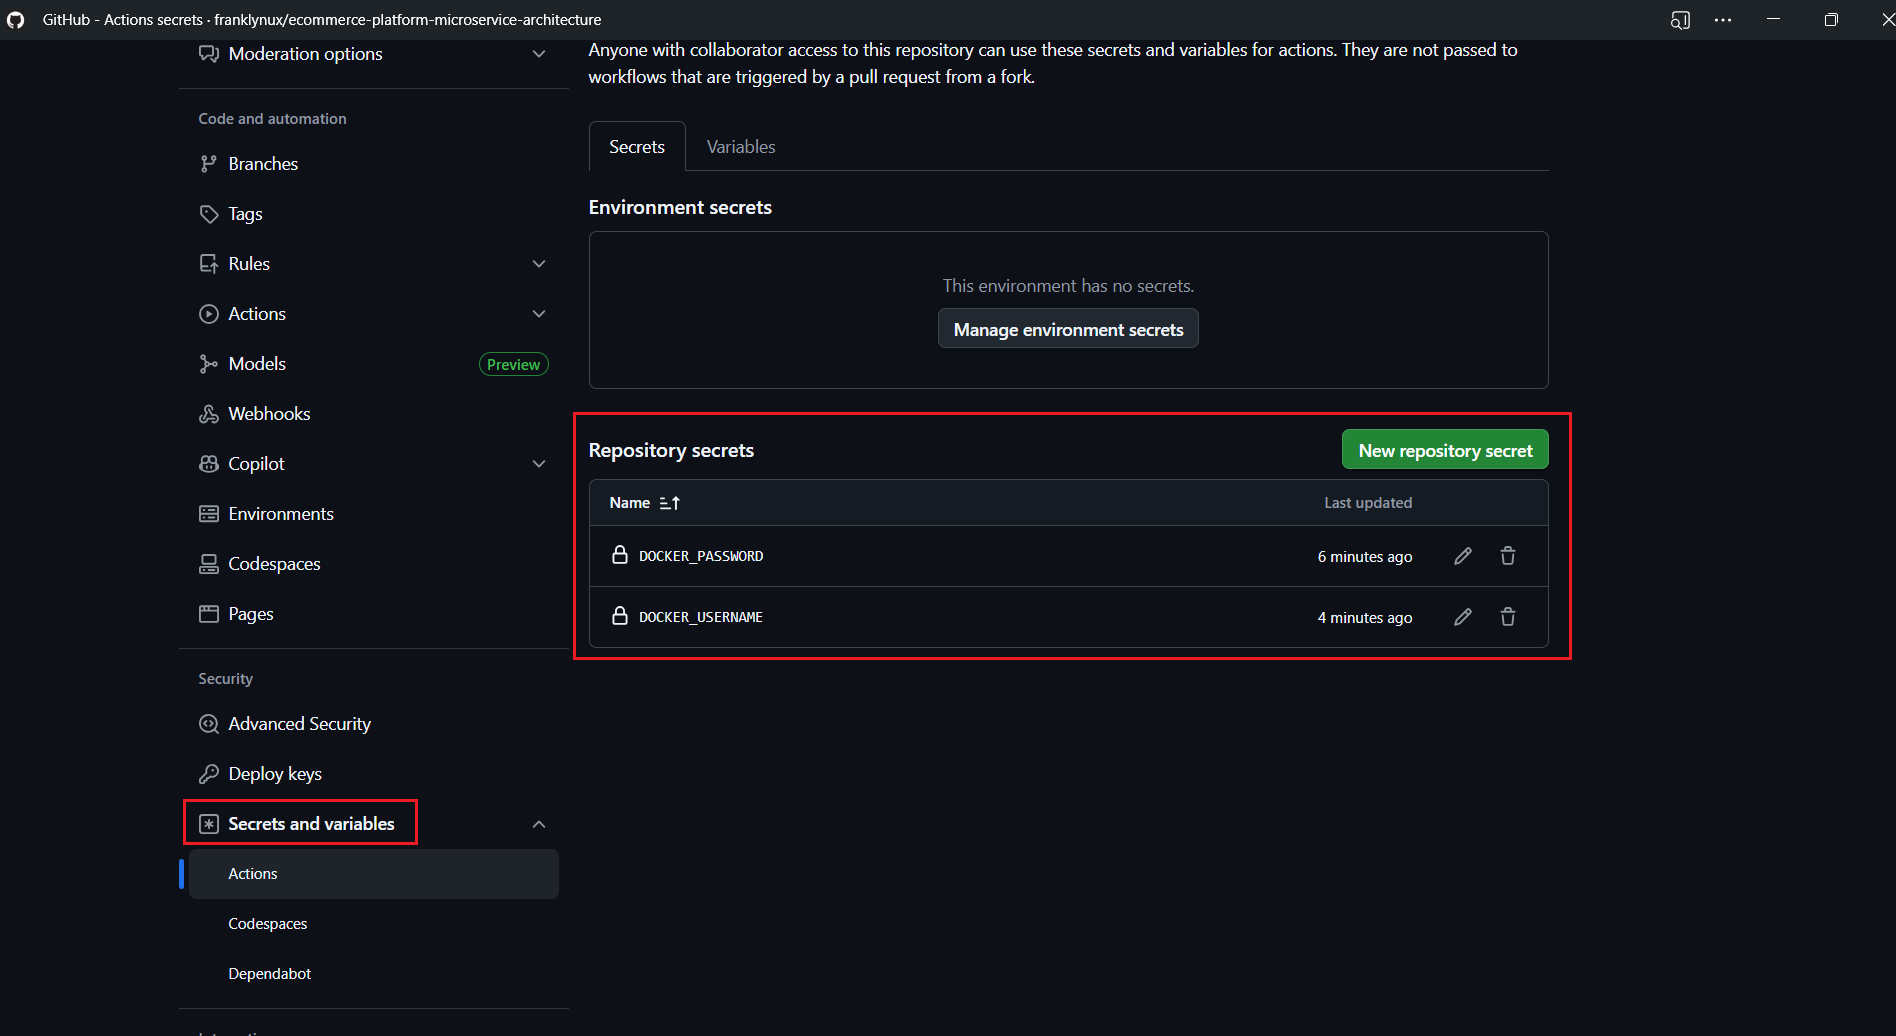 GitHub - Actions secrets · franklynux/ecommerce-platform-microservice-architecture
Moderation options
Code and automation
Branches
Tags
Rules
Actions
Models
Preview
Webhooks
Copilot
Environments
Codespaces
Pages
Security
Advanced Security
Deploy keys
Secrets and variables
Actions
Codespaces
Dependabot
Anyone with collaborator access to this repository can use these secrets and variables for actions. They are not passed to
workflows that are triggered by a pull request from a fork.
Secrets
Variables
Environment secrets
This environment has no secrets.
Manage environment secrets
Repository secrets
New repository secret
Name
Last updated
DOCKER_PASSWORD
6 minutes ago
DOCKER_USERNAME
4 minutes ago